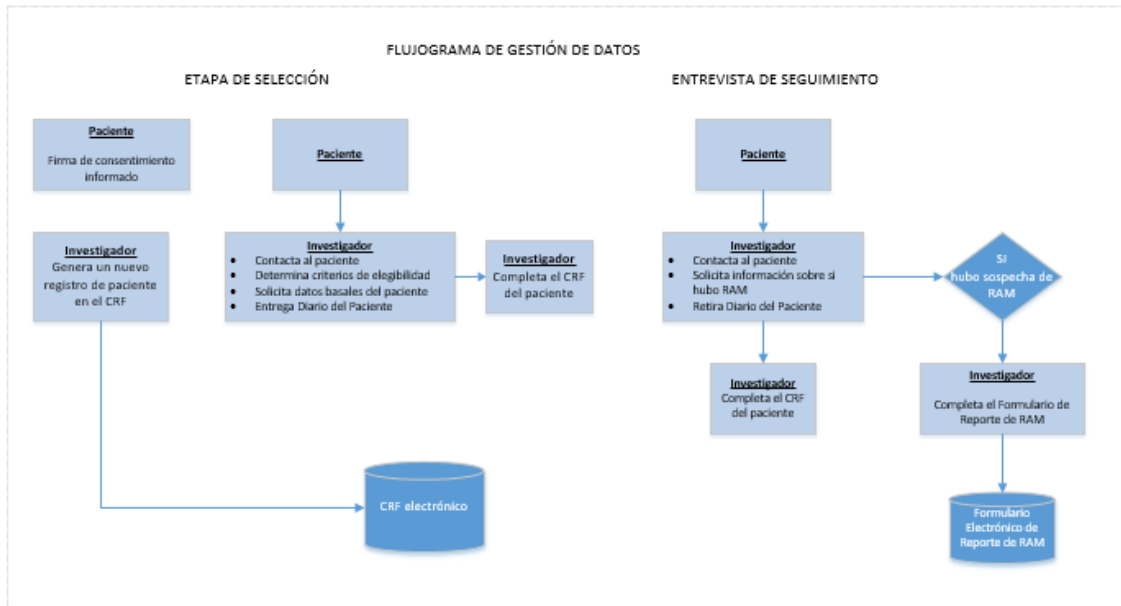 FLUJOGRAMA DE GESTIÓN DE DATOS
ETAPA DE SELECCIÓN
Paciente
Firma de consentimiento
informado
Paciente
Investigador
Genera un nuevo
registro de paciente
en el CRF
Investigador
• Contacta al paciente
• Determina criterios de elegibilidad
• Solicita datos basales del paciente
• Entrega Diario del Paciente
Investigador
Completa el CRF
del paciente
CRF electrónico
ENTREVISTA DE SEGUIMIENTO
Paciente
Investigador
• Contacta al paciente
• Solicita información sobre si
hubo RAM
• Retira Diario del Paciente
SI
hubo sospecha de
RAM
Investigador
Completa el CRF
del paciente
Investigador
Completa el Formulario de
Reporte de RAM
Formulario
Electrónico de
Reporte de RAM